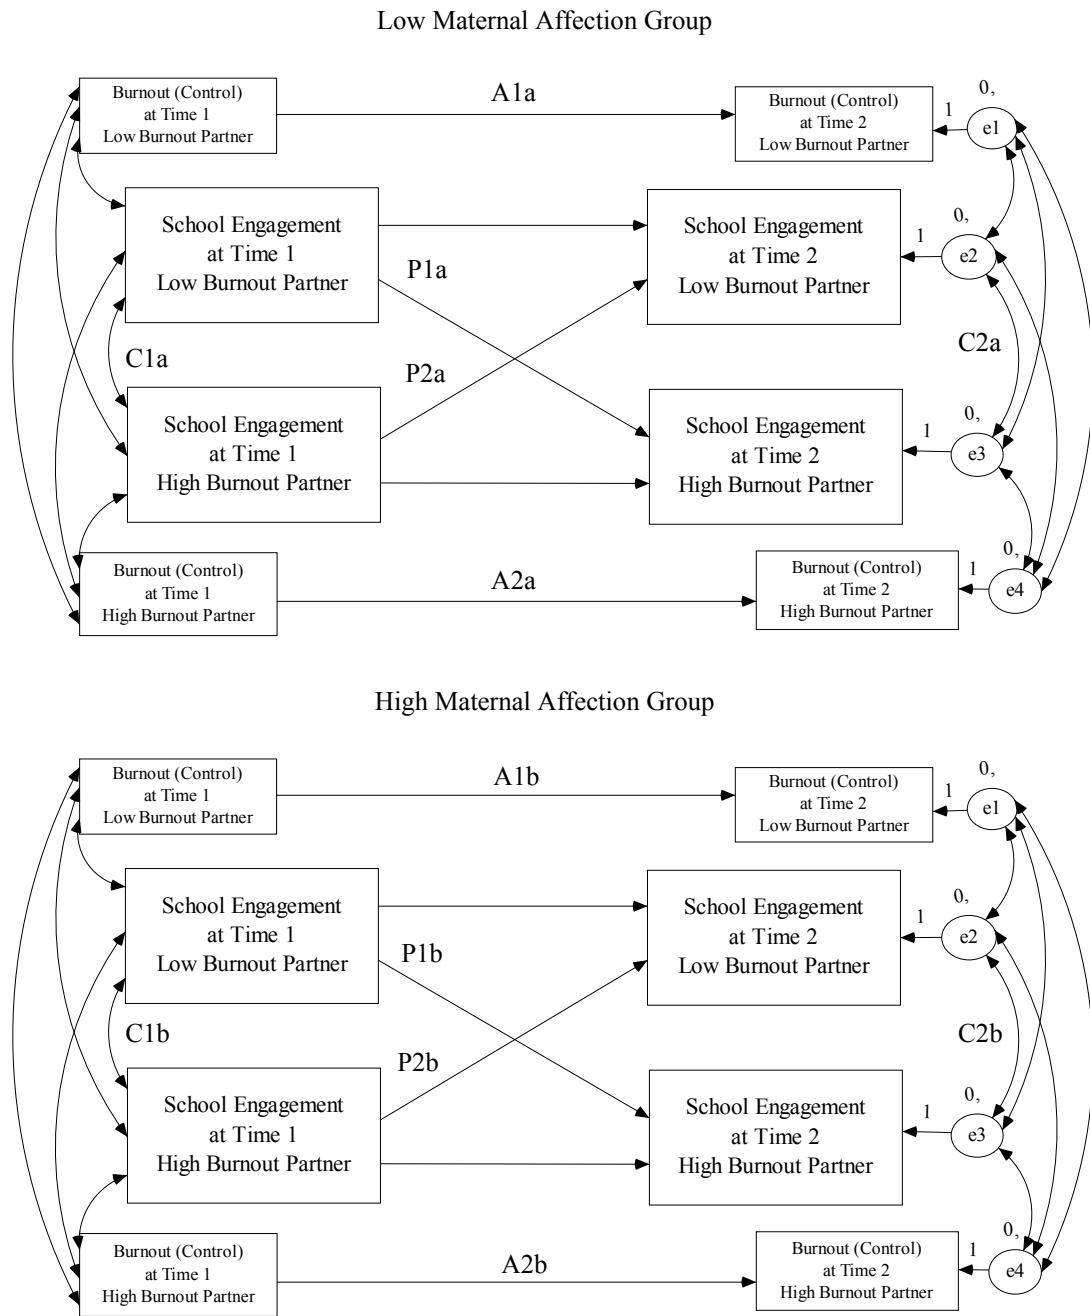 Low Maternal Affection Group
Burnout (Control)
at Time 1
Low Burnout Partner
A1a
Burnout (Control)
at Time 2
Low Burnout Partner
1
0,
e1
School Engagement
at Time 1
Low Burnout Partner
P1a
School Engagement
at Time 2
Low Burnout Partner
1
0,
e2
C1a
P2a
C2a
School Engagement
at Time 1
High Burnout Partner
School Engagement
at Time 2
High Burnout Partner
1
0,
e3
Burnout (Control)
at Time 1
High Burnout Partner
A2a
Burnout (Control)
at Time 2
High Burnout Partner
1
0,
e4
High Maternal Affection Group
Burnout (Control)
at Time 1
Low Burnout Partner
A1b
Burnout (Control)
at Time 2
Low Burnout Partner
1
0,
e1
School Engagement
at Time 1
Low Burnout Partner
P1b
School Engagement
at Time 2
Low Burnout Partner
1
0,
e2
C1b
P2b
C2b
School Engagement
at Time 1
High Burnout Partner
School Engagement
at Time 2
High Burnout Partner
1
0,
e3
Burnout (Control)
at Time 1
High Burnout Partner
A2b
Burnout (Control)
at Time 2
High Burnout Partner
1
0,
e4